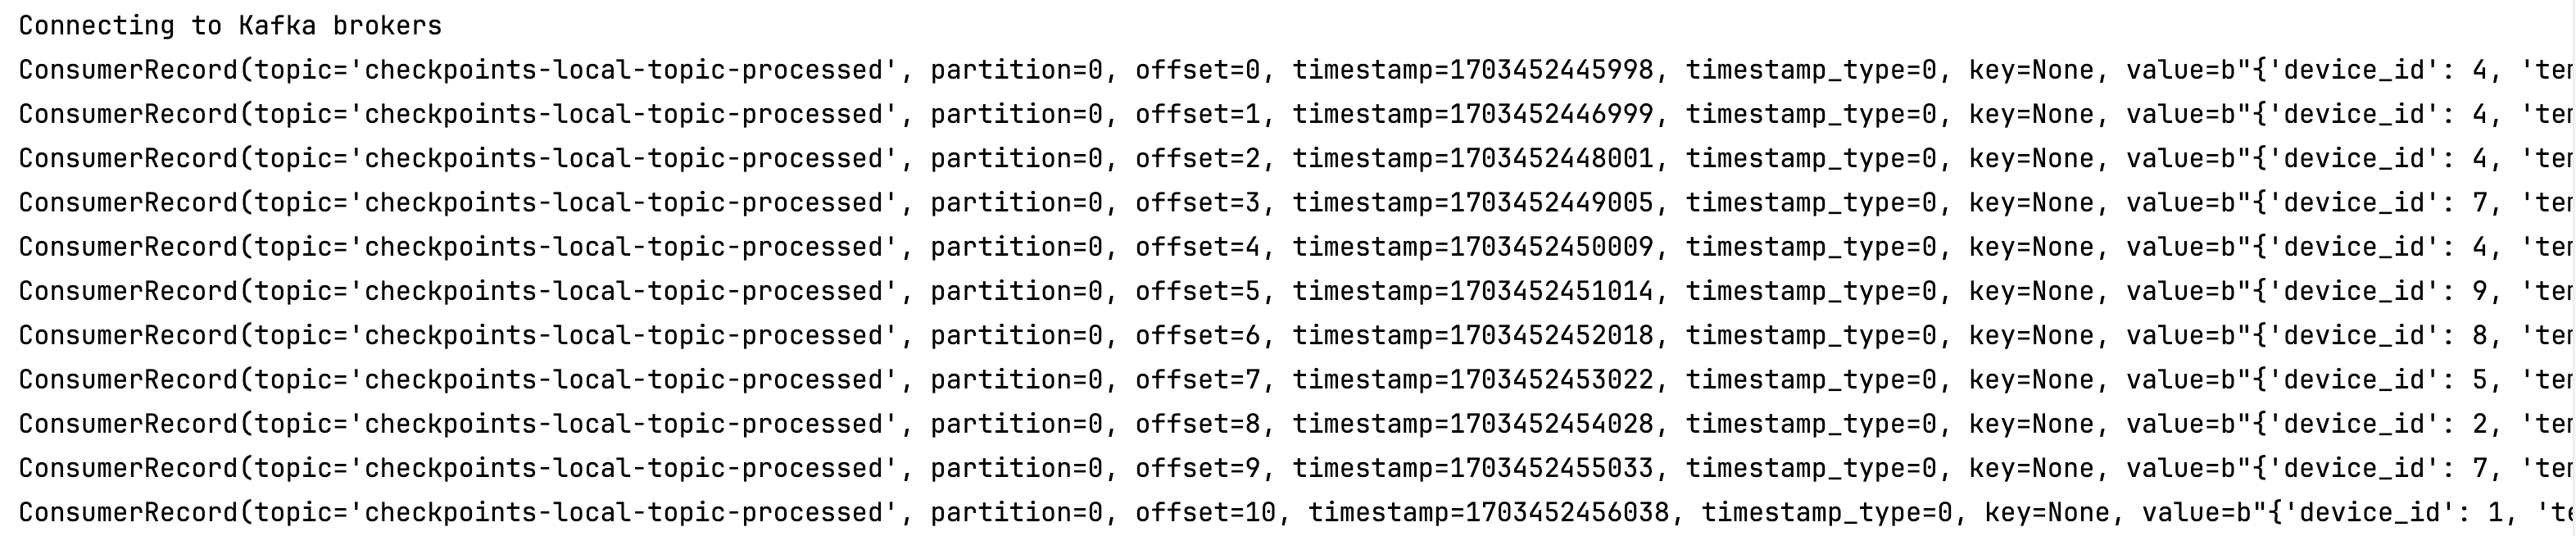 Connecting to Kafka brokers
ConsumerRecord(topic='checkpoints-local-topic-processed', partition=0, offset=0, timestamp=1703452445998, timestamp_type=0, key=None, value=b"{'device_id': 4, 'ter
ConsumerRecord(topic='checkpoints-local-topic-processed', partition=0, offset=1, timestamp=1703452446999, timestamp_type=0, key=None, value=b"{'device_id': 4, 'ter
ConsumerRecord(topic='checkpoints-local-topic-processed', partition=0, offset=2, timestamp=1703452448001, timestamp_type=0, key=None, value=b"{'device_id': 4, 'ter
ConsumerRecord(topic='checkpoints-local-topic-processed', partition=0, offset=3, timestamp=1703452449005, timestamp_type=0, key=None, value=b"{'device_id': 7, 'ter
ConsumerRecord(topic='checkpoints-local-topic-processed', partition=0, offset=4, timestamp=1703452450009, timestamp_type=0, key=None, value=b"{'device_id': 4, 'ter
ConsumerRecord(topic='checkpoints-local-topic-processed', partition=0, offset=5, timestamp=1703452451014, timestamp_type=0, key=None, value=b"{'device_id': 9, 'ter
ConsumerRecord(topic='checkpoints-local-topic-processed', partition=0, offset=6, timestamp=1703452452018, timestamp_type=0, key=None, value=b"{'device_id': 8, 'ter
ConsumerRecord(topic='checkpoints-local-topic-processed', partition=0, offset=7, timestamp=1703452453022, timestamp_type=0, key=None, value=b"{'device_id': 5, 'ter
ConsumerRecord(topic='checkpoints-local-topic-processed', partition=0, offset=8, timestamp=1703452454028, timestamp_type=0, key=None, value=b"{'device_id': 2, 'ter
ConsumerRecord(topic='checkpoints-local-topic-processed', partition=0, offset=9, timestamp=1703452455033, timestamp_type=0, key=None, value=b"{'device_id': 7, 'ter
ConsumerRecord(topic='checkpoints-local-topic-processed', partition=0, offset=10, timestamp=1703452456038, timestamp_type=0, key=None, value=b"{'device_id': 1, 'te